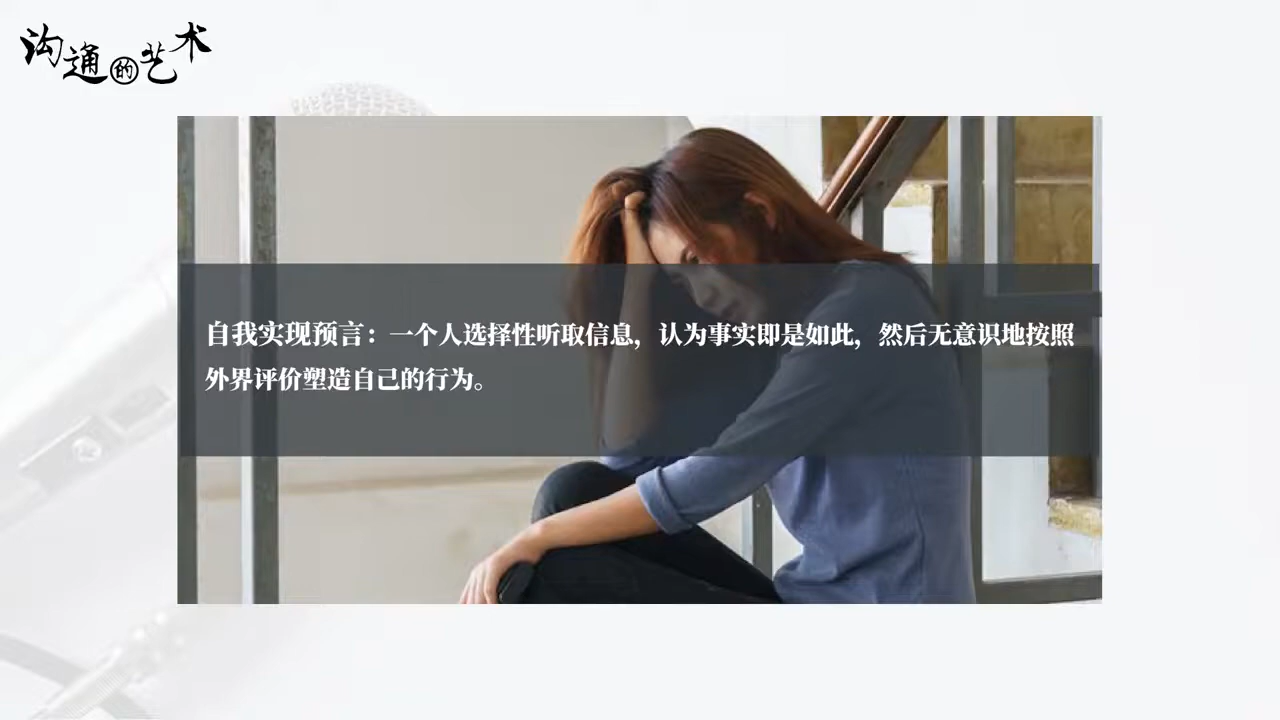 沟通的艺术
自我实现预言：一个人选择性听取信息，认为事实即是如此，然后无意识地按照
外界评价塑造自己的行为。